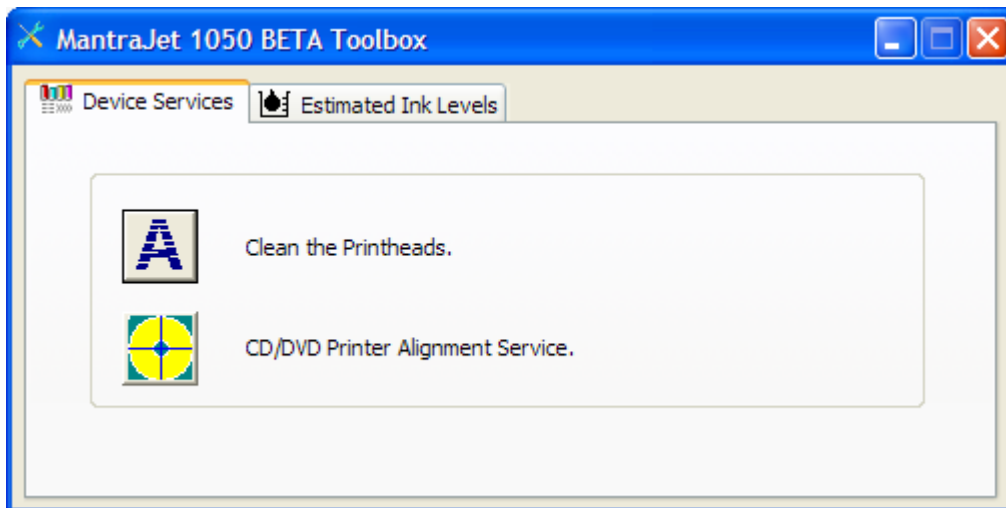 MantraJet 1050 BETA Toolbox
Device Services
Estimated Ink Levels
A
Clean the Printheads.
CD/DVD Printer Alignment Service.